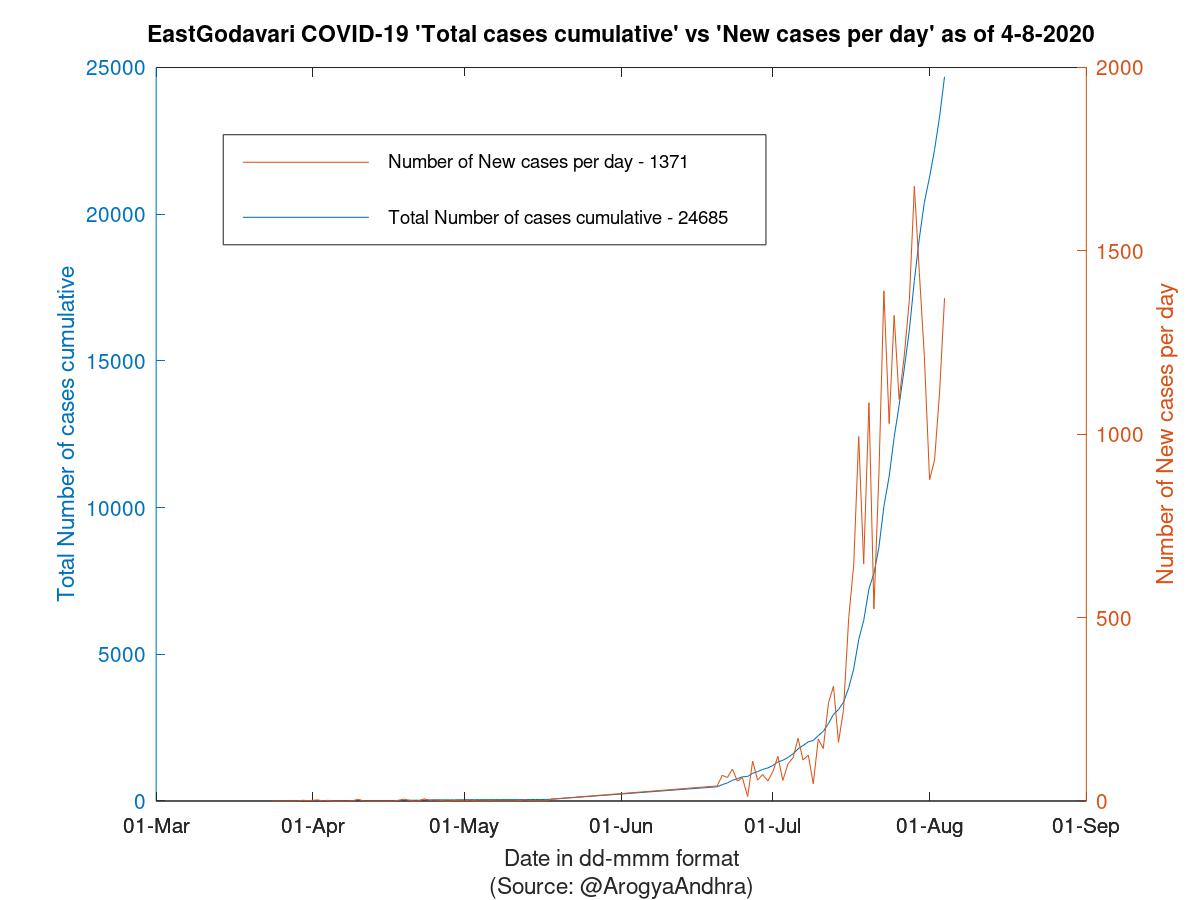 EastGodavari COVID-19 'Total cases cumulative' vs 'New cases per day' as of 4-8-2020
25000
20000
15000
10000
5000
0
Total Number of cases cumulative
Number of New cases per day - 1371
Total Number of cases cumulative - 24685
2000
1500
1000
500
0
Number of New cases per day
01-Mar 01-Apr 01-May 01-Jun 01-Jul 01-Aug 01-Sep
Date in dd-mmm format
(Source: @ArogyaAndhra)